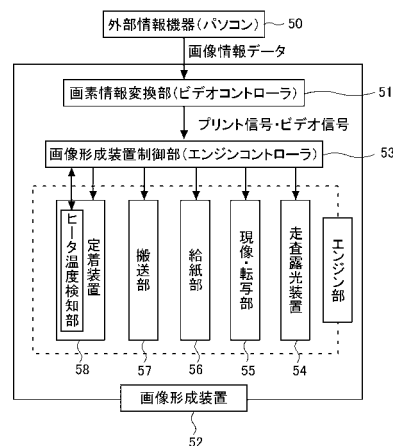 外部情報機器(パソコン)
50
画像情報データ
画素情報変換部(ビデオコントローラ)
51
プリント信号・ビデオ信号
画像形成装置制御部(エンジンコントローラ)
53
ヒータ温度検知部
定着装置
搬送部
給紙部
現像・転写部
走査露光装置
エンジン部
58
57
56
55
54
画像形成装置
52